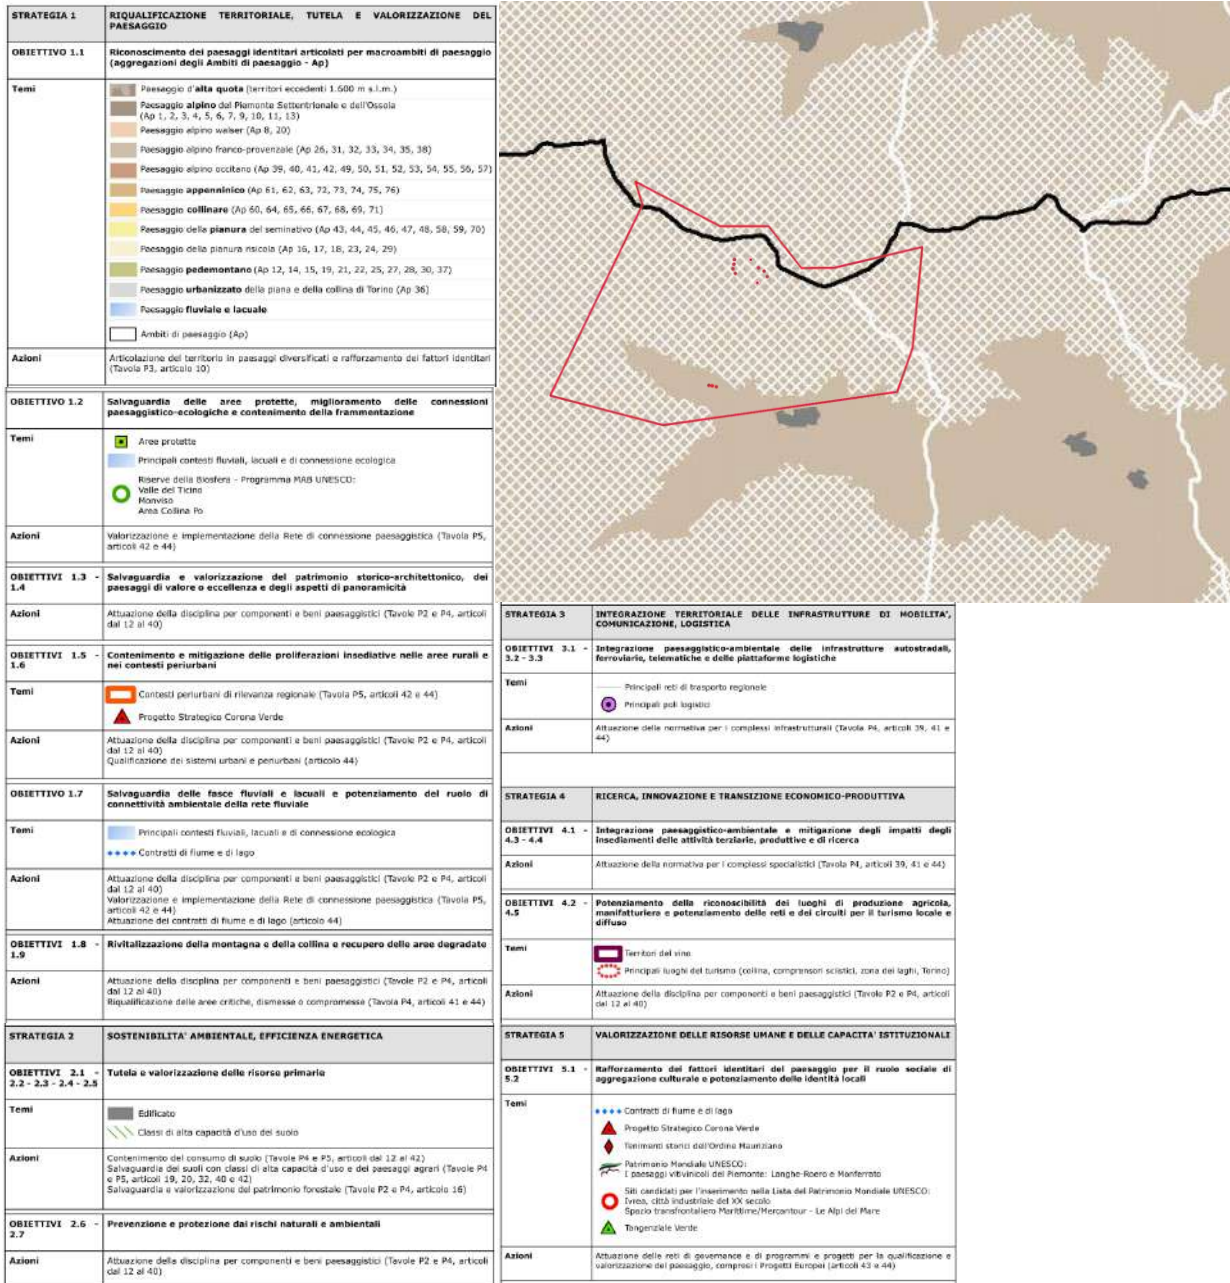 STRATEGIA 1
RIQUALIFICAZIONE TERRITORIALE, TUTELA E VALORIZZAZIONE DEL
PAESAGGIO
OBIETTIVO 1.1
Riconoscimento dei paesaggi identitari articolati per macroambiti di paesaggio
(aggregazioni degli Ambiti di paesaggio - Ap)
Temi
Paesaggio d'alta quota (territori eccedenti 1.600 m s.l.m.)
Paesaggio alpino del Piemonte Settentrionale e dell'Ossola
(Ap 1, 2, 3, 4, 5, 6, 7, 9, 10, 11, 13)
Paesaggio alpino walser (Ap 8, 20)
Paesaggio alpino franco-provenzale (Ap 26, 31, 32, 33, 34, 35, 38)
Paesaggio alpino occitano (Ap 39, 40, 41, 42, 49, 50, 51, 52, 53, 54, 55, 56, 57)
Paesaggio appenninico (Ap 61, 62, 63, 72, 73, 74, 75, 76)
Paesaggio collinare (Ap 60, 64, 65, 66, 67, 68, 69, 71)
Paesaggio della pianura del seminativo (Ap 43, 44, 45, 46, 47, 48, 58, 59, 70)
Paesaggio della pianura risicola (Ap 16, 17, 18, 23, 24, 29)
Paesaggio pedemontano (Ap 12, 14, 15, 19, 21, 22, 25, 27, 28, 30, 37)
Paesaggio urbanizzato della piana e della collina di Torino (Ap 36)
Paesaggio fluviale e lacuale
Ambiti di paesaggio (Ap)
Azioni
Articolazione del territorio in paesaggi diversificati e rafforzamento dei fattori identitari
(Tavola P3, articolo 10)
OBIETTIVO 1.2
Salvaguardia delle aree protette, miglioramento delle connessioni
paesaggistico-ecologiche e contenimento della frammentazione
Temi
Aree protette
Principali contesti fluviali, lacuali e di connessione ecologica
Riserve della Biosfera - Programma MAB UNESCO:
Valle del Ticino
Monviso
Area Collina Po
Azioni
Valorizzazione e implementazione della Rete di connessione paesaggistica (Tavola P5,
articoli 42 e 44)
OBIETTIVI 1.3 -
1.4
Salvaguardia e valorizzazione del patrimonio storico-architettonico, dei
paesaggi di valore o eccellenza e degli aspetti di panoramicità
Azioni
Attuazione della disciplina per componenti e beni paesaggistici (Tavole P2 e P4, articoli
dal 12 al 40)
OBIETTIVI 1.5 -
1.6
Contenimento e mitigazione delle proliferazioni insediative nelle aree rurali e
nei contesti periurbani
Temi
Contesti periurbani di rilevanza regionale (Tavola P5, articoli 42 e 44)
Progetto Strategico Corona Verde
Azioni
Attuazione della disciplina per componenti e beni paesaggistici (Tavole P2 e P4, articoli
dal 12 al 40)
Qualificazione dei sistemi urbani e periurbani (articolo 44)
OBIETTIVO 1.7
Salvaguardia delle fasce fluviali e lacuali e potenziamento del ruolo di
connettività ambientale della rete fluviale
Temi
Principali contesti fluviali, lacuali e di connessione ecologica
Contratti di fiume e di lago
Azioni
Attuazione della disciplina per componenti e beni paesaggistici (Tavole P2 e P4, articoli
dal 12 al 40)
Valorizzazione e implementazione della Rete di connessione paesaggistica (Tavola P5,
articoli 42 e 44)
Attuazione dei contratti di fiume e di lago (articolo 44)
OBIETTIVI 1.8 -
1.9
Rivitalizzazione della montagna e della collina e recupero delle aree degradate
Azioni
Attuazione della disciplina per componenti e beni paesaggistici (Tavole P2 e P4, articoli
dal 12 al 40)
Riqualificazione delle aree critiche, dismesse o compromesse (Tavola P4, articoli 41 e 44)
STRATEGIA 2
SOSTENIBILITA' AMBIENTALE, EFFICIENZA ENERGETICA
OBIETTIVI 2.1 -
2.2 - 2.3 - 2.4 - 2.5
Tutela e valorizzazione delle risorse primarie
Temi
Edificato
Classi di alta capacità d'uso del suolo
Azioni
Contenimento del consumo di suolo (Tavole P4 e P5, articoli dal 12 al 42)
Salvaguardia dei suoli con classi di alta capacità d'uso e dei paesaggi agrari (Tavole P4
e P5, articoli 19, 20, 32, 40 e 42)
Salvaguardia e valorizzazione del patrimonio forestale (Tavole P2 e P4, articolo 16)
OBIETTIVI 2.6 -
2.7
Prevenzione e protezione dai rischi naturali e ambientali
Azioni
Attuazione della disciplina per componenti e beni paesaggistici (Tavole P2 e P4, articoli
dal 12 al 40)
STRATEGIA 3
INTEGRAZIONE TERRITORIALE DELLE INFRASTRUTTURE DI MOBILITA',
COMUNICAZIONE, LOGISTICA
OBIETTIVI 3.1 -
3.2 - 3.3
Integrazione paesaggistico-ambientale delle infrastrutture autostradali,
ferroviarie, telematiche e delle piattaforme logistiche
Temi
Principali reti di trasporto regionale
Principali poli logistici
Azioni
Attuazione della normativa per i complessi infrastrutturali (Tavola P4, articoli 39, 41 e
44)
STRATEGIA 4
RICERCA, INNOVAZIONE E TRANSIZIONE ECONOMICO-PRODUTTIVA
OBIETTIVI 4.1 -
4.3 - 4.4
Integrazione paesaggistico-ambientale e mitigazione degli impatti degli
insediamenti delle attività terziarie, produttive e di ricerca
Azioni
Attuazione della normativa per i complessi specialistici (Tavola P4, articoli 39, 41 e 44)
OBIETTIVI 4.2 -
4.5
Potenziamento della riconoscibilità dei luoghi di produzione agricola,
manifatturiera e potenziamento delle reti e dei circuiti per il turismo locale e
diffuso
Temi
Territori del vino
Principali luoghi del turismo (collina, comprensori sciistici, zona dei laghi, Torino)
Azioni
Attuazione della disciplina per componenti e beni paesaggistici (Tavole P2 e P4, articoli
dal 12 al 40)
STRATEGIA 5
VALORIZZAZIONE DELLE RISORSE UMANE E DELLE CAPACITA' ISTITUZIONALI
OBIETTIVI 5.1 -
5.2
Rafforzamento dei fattori identitari del paesaggio per il ruolo sociale di
aggregazione culturale e potenziamento delle identità locali
Temi
Contratti di fiume e di lago
Progetto Strategico Corona Verde
Tenimenti storici dell'Ordine Mauriziano
Patrimonio Mondiale UNESCO:
I paesaggi vitivinicoli del Piemonte: Langhe-Roero e Monferrato
Siti candidati per l'inserimento nella Lista del Patrimonio Mondiale UNESCO:
Ivrea, città industriale del XX secolo
Spazio transfrontaliero Marittime/Mercantour - Le Alpi del Mare
Tangenziale Verde
Azioni
Attuazione delle reti di governance e di programmi e progetti per la qualificazione e
valorizzazione del paesaggio, compresi i Progetti Europei (articoli 43 e 44)